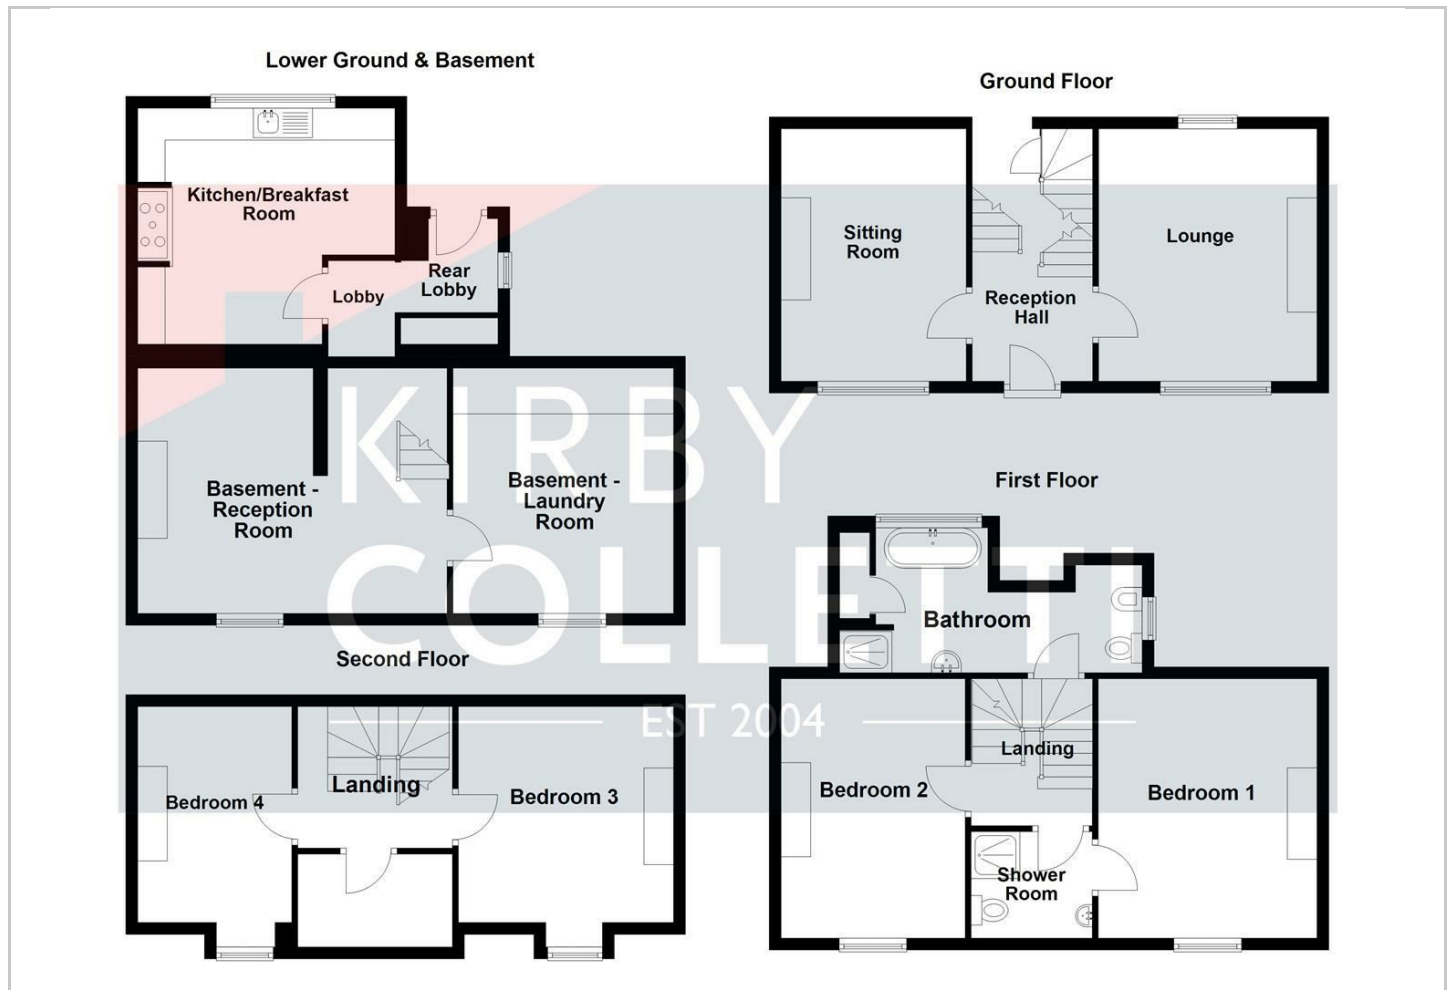 Lower Ground & Basement
Kitchen/Breakfast
Room
Lobby
Rear
Lobby
Basement -
Reception
Room
Basement -
Laundry
Room
Ground Floor
Sitting
Room
Reception
Hall
Lounge
First Floor
Bathroom
Landing
Bedroom 2
Bedroom 1
Shower
Room
Second Floor
Bedroom 4
Landing
Bedroom 3
KIRBY
COLLETTI
EST 2004